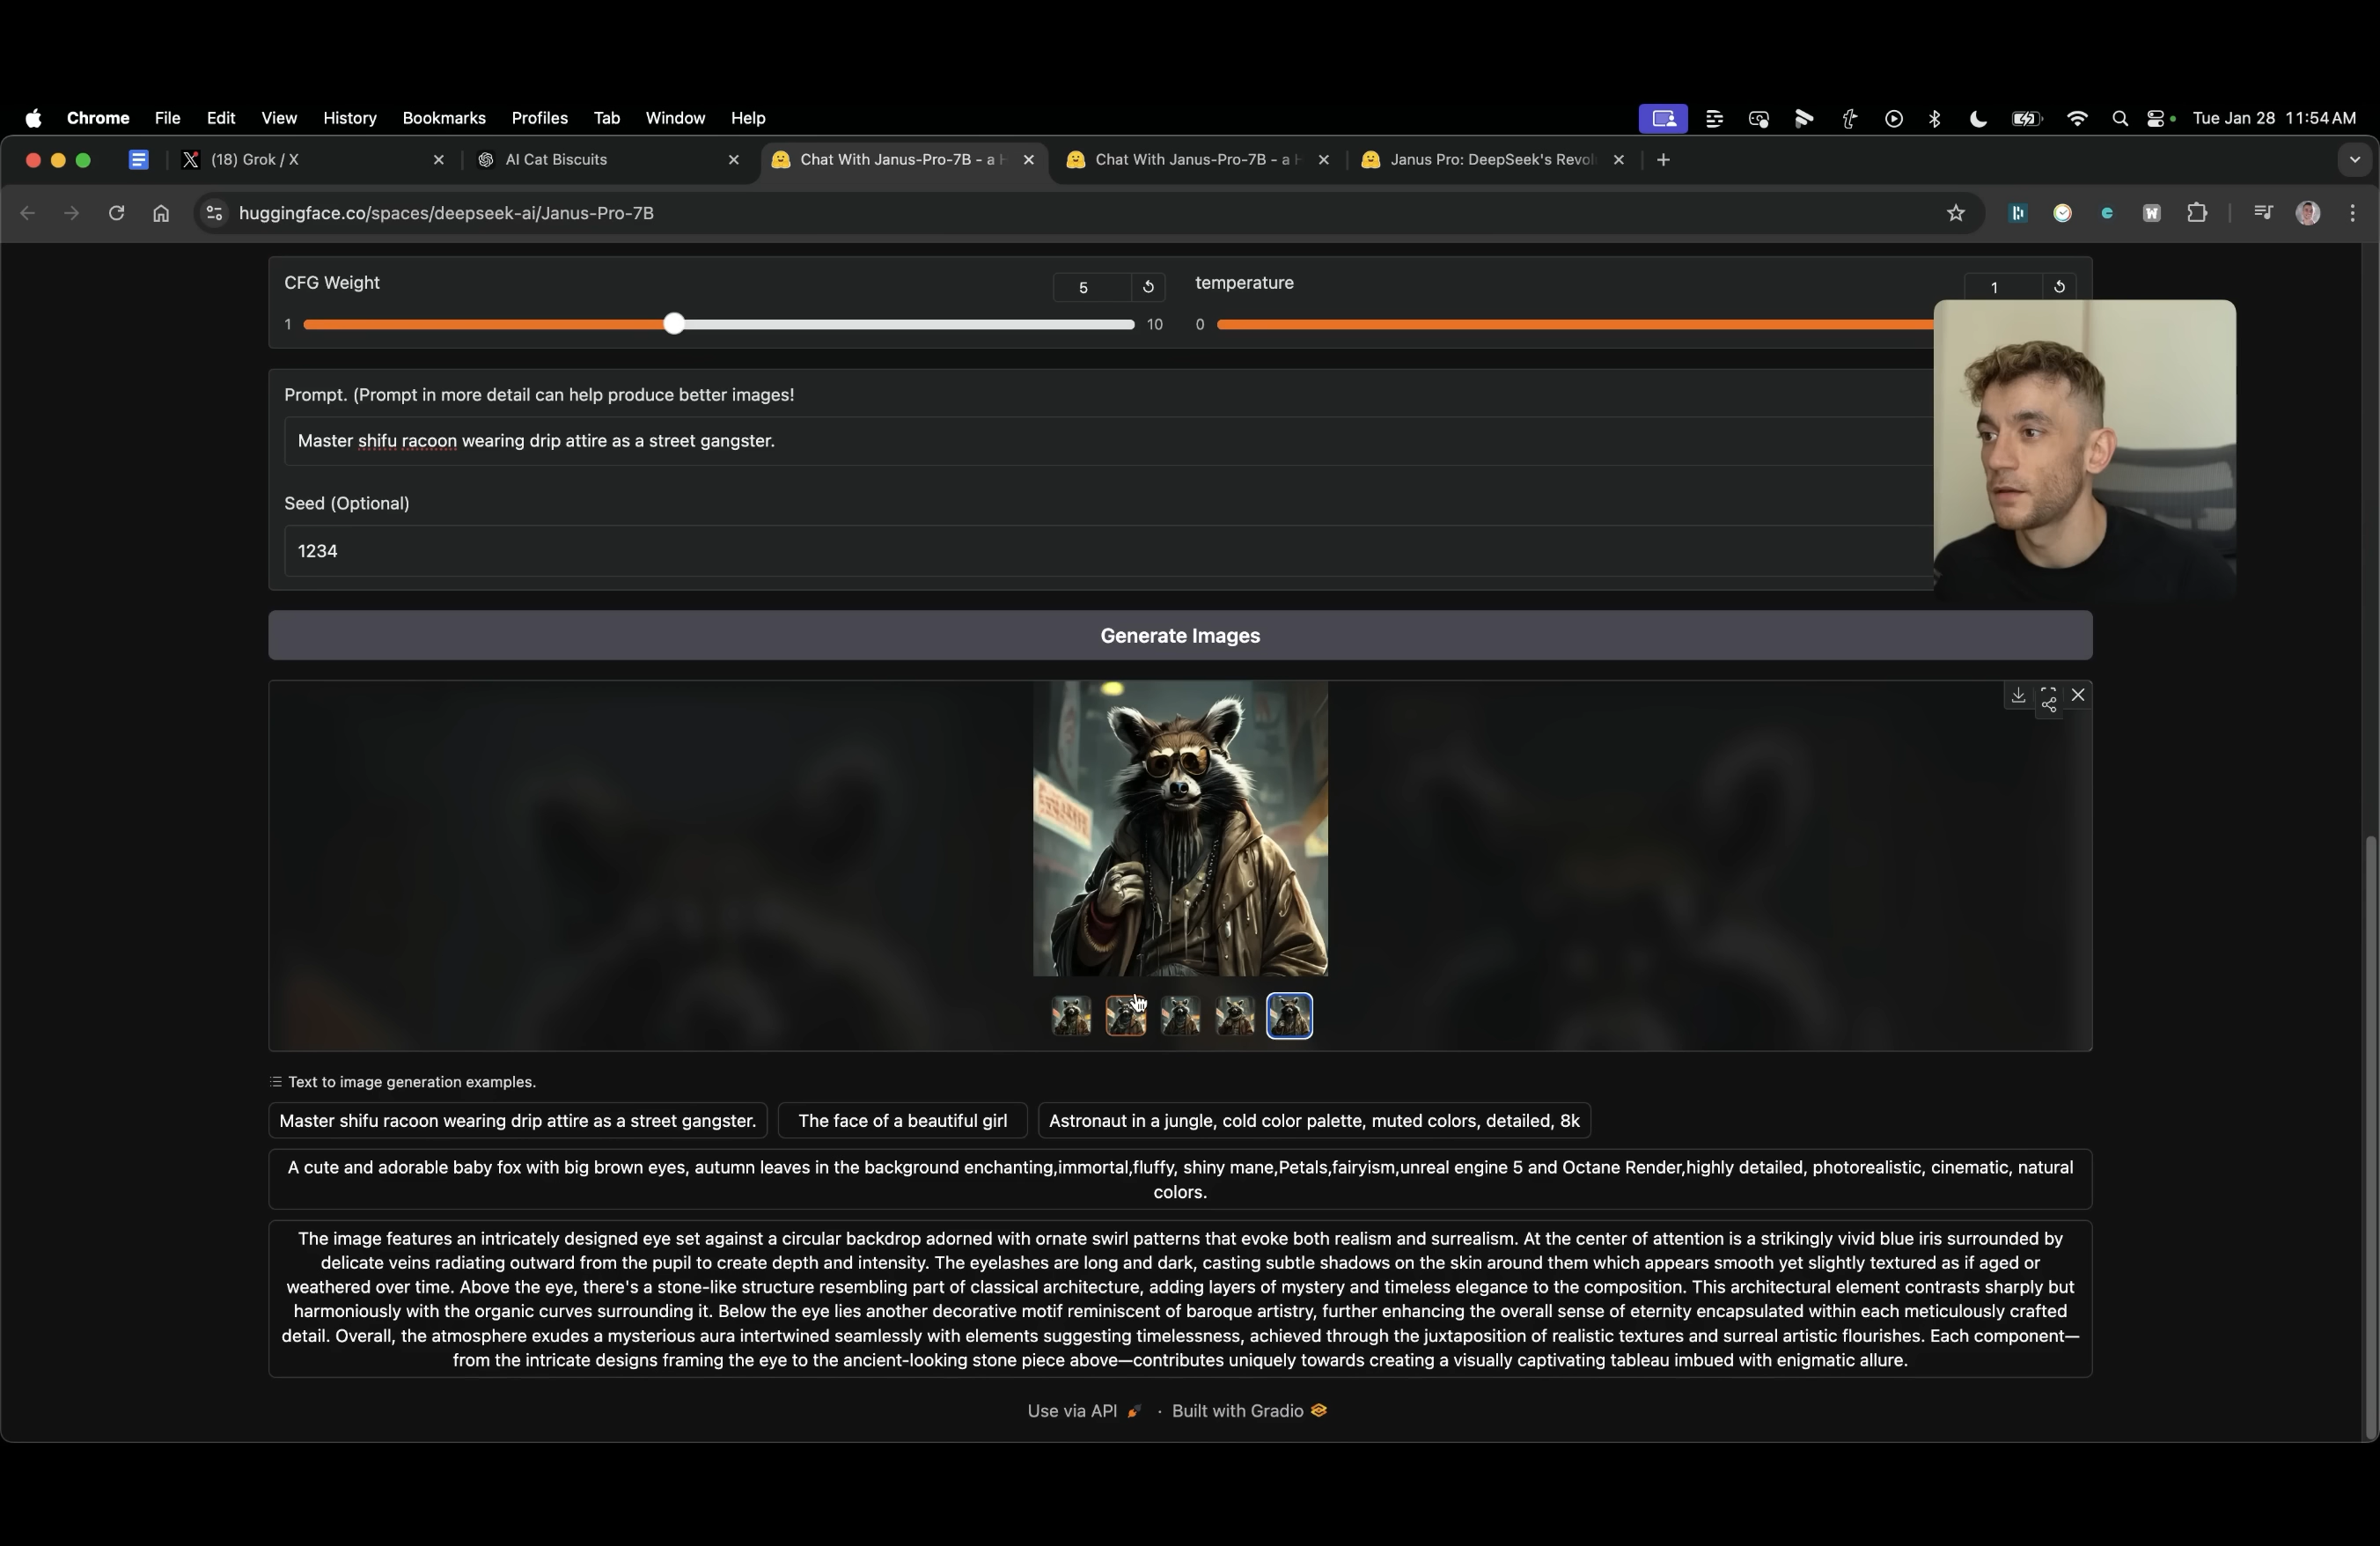 Chrome File Edit View History Bookmarks Profiles Tab Window Help Tue Jan 28 11:54 AM
(18) Grok / X AI Cat Biscuits Chat With Janus-Pro-7B - a Chat With Janus-Pro-7B - a Janus Pro: DeepSeek's Revol
huggingface.co/spaces/deepseek-ai/Janus-Pro-7B
CFG Weight 5 temperature 1
1 10 0
Prompt. (Prompt in more detail can help produce better images!
Master shifu racoon wearing drip attire as a street gangster.
Seed (Optional)
1234
Generate Images
Text to image generation examples.
Master shifu racoon wearing drip attire as a street gangster. The face of a beautiful girl Astronaut in a jungle, cold color palette, muted colors, detailed, 8k
A cute and adorable baby fox with big brown eyes, autumn leaves in the background enchanting,immortal,fluffy, shiny mane,Petals,fairyism,unreal engine 5 and Octane Render,highly detailed, photorealistic, cinematic, natural
colors.
The image features an intricately designed eye set against a circular backdrop adorned with ornate swirl patterns that evoke both realism and surrealism. At the center of attention is a strikingly vivid blue iris surrounded by
delicate veins radiating outward from the pupil to create depth and intensity. The eyelashes are long and dark, casting subtle shadows on the skin around them which appears smooth yet slightly textured as if aged or
weathered over time. Above the eye, there's a stone-like structure resembling part of classical architecture, adding layers of mystery and timeless elegance to the composition. This architectural element contrasts sharply but
harmoniously with the organic curves surrounding it. Below the eye lies another decorative motif reminiscent of baroque artistry, further enhancing the overall sense of eternity encapsulated within each meticulously crafted
detail. Overall, the atmosphere exudes a mysterious aura intertwined seamlessly with elements suggesting timelessness, achieved through the juxtaposition of realistic textures and surreal artistic flourishes. Each component—
from the intricate designs framing the eye to the ancient-looking stone piece above—contributes uniquely towards creating a visually captivating tableau imbued with enigmatic allure.
Use via API · Built with Gradio